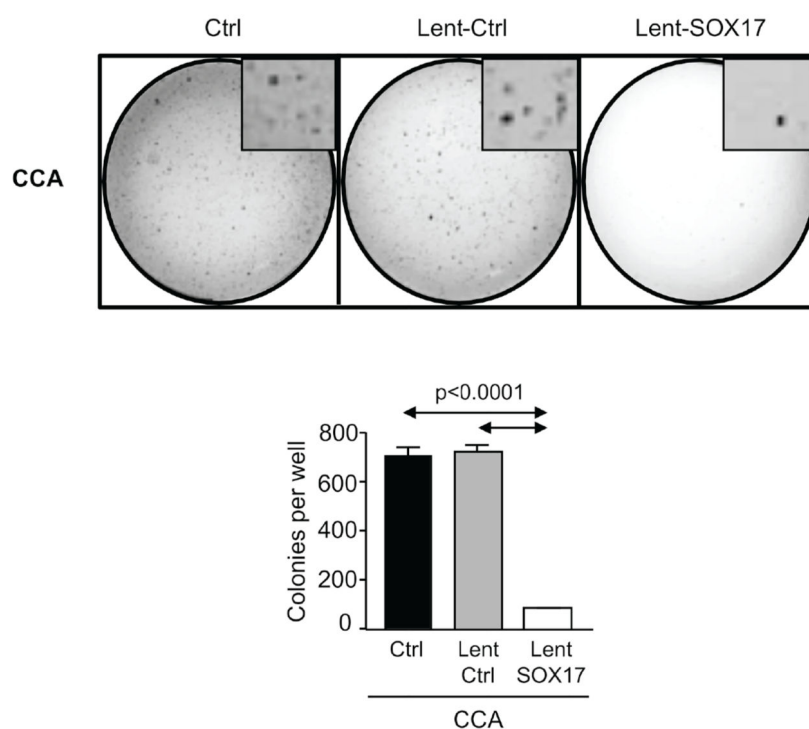 Ctrl Lent-Ctrl Lent-SOX17
CCA
p<0.0001
Colonies per well
800
600
400
200
0
Ctrl Lent Lent
Ctrl SOX17
CCA